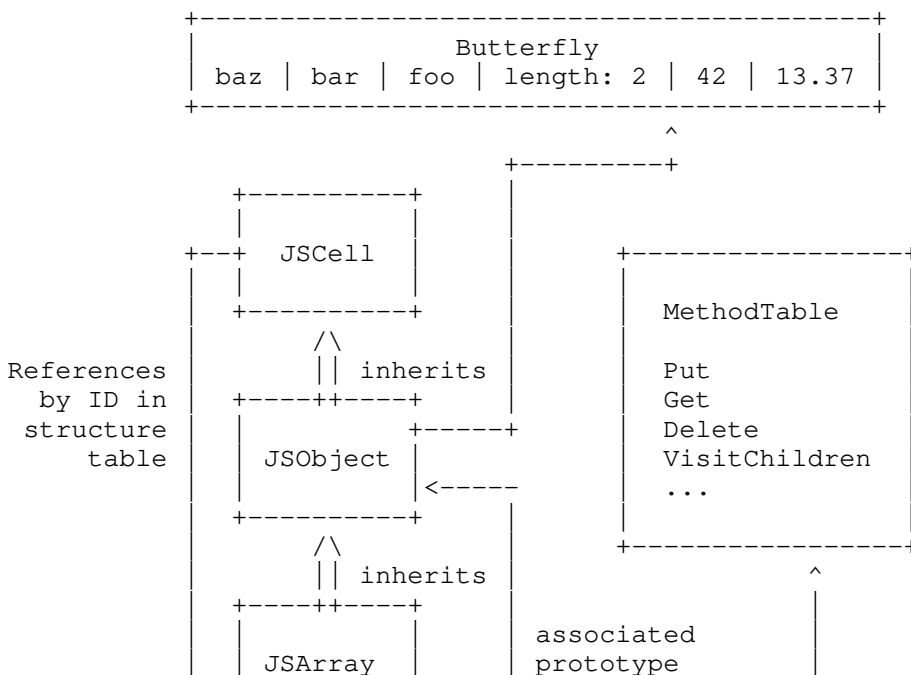 Butterfly
baz | bar | foo | length: 2 | 42 | 13.37
JSCell
MethodTable
References
by ID in
structure
table
inherits
Put
Get
Delete
VisitChildren
...
JSObject
inherits
JSArray
associated
prototype